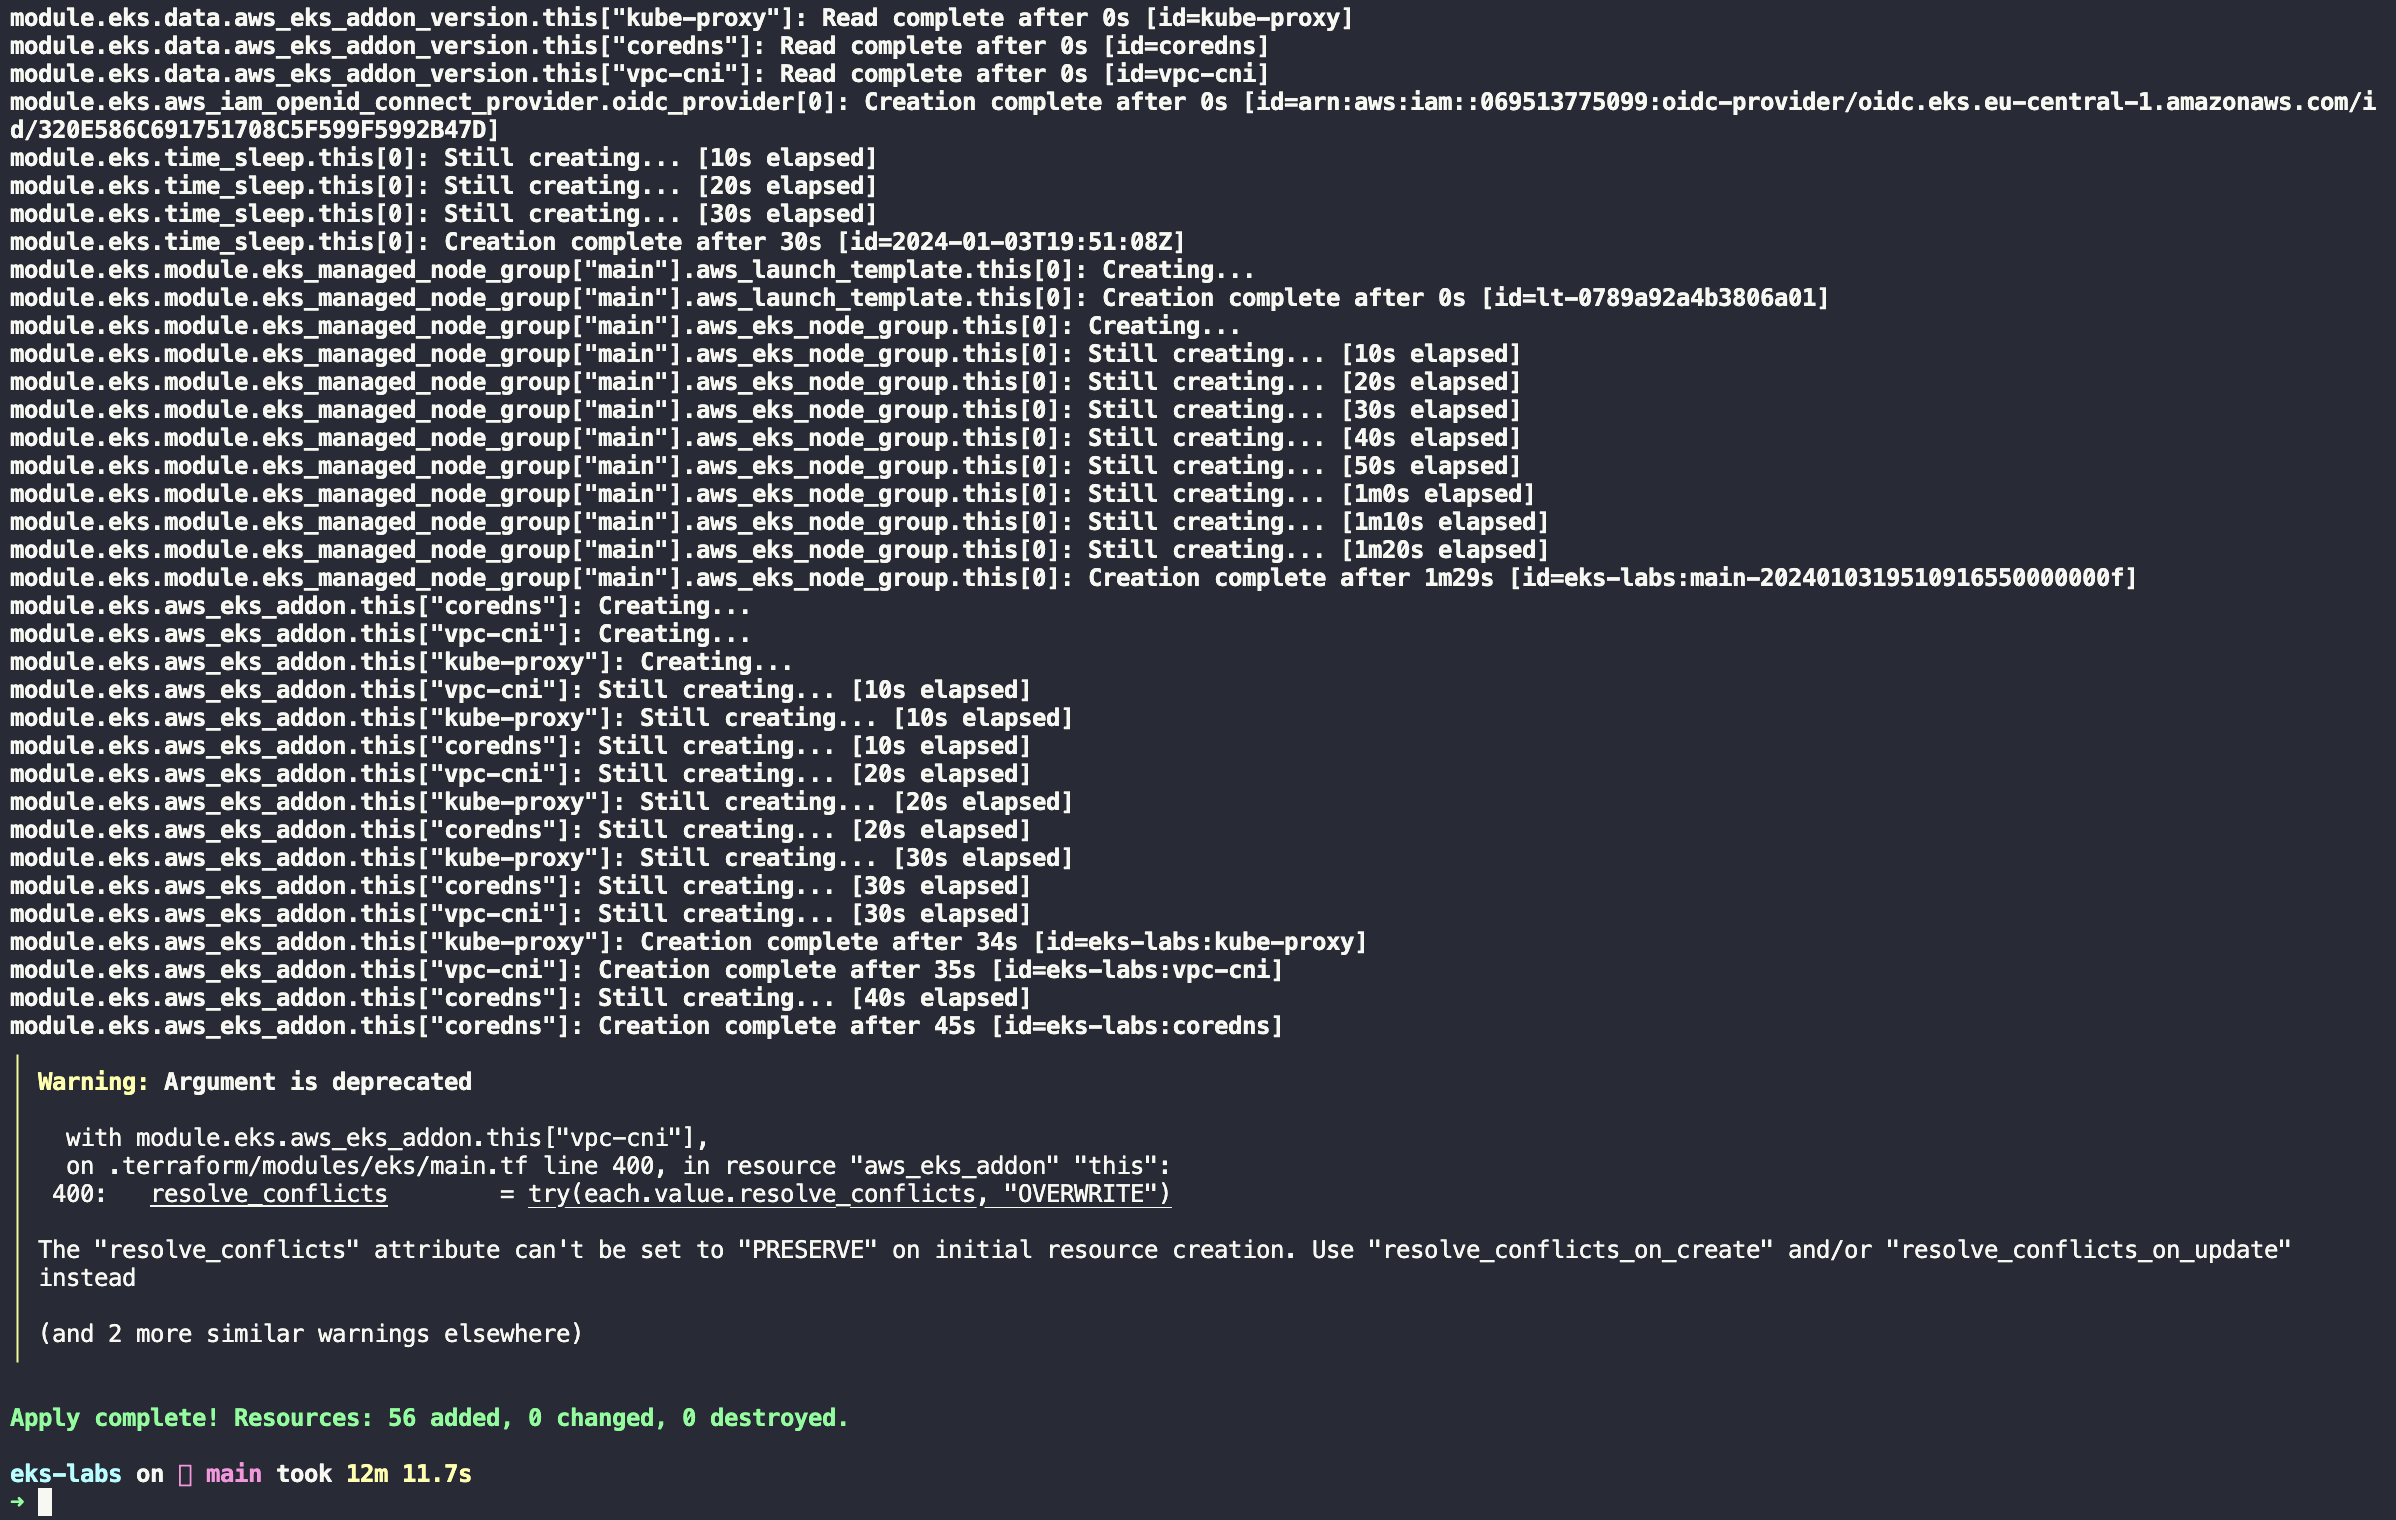 module.eks.data.aws_eks_addon_version.this["kube-proxy"]: Read complete after 0s [id=kube-proxy]
module.eks.data.aws_eks_addon_version.this["coredns"]: Read complete after 0s [id=coredns]
module.eks.data.aws_eks_addon_version.this["vpc-cni"]: Read complete after 0s [id=vpc-cni]
module.eks.aws_iam_openid_connect_provider.oidc_provider[0]: Creation complete after 0s [id=arn:aws:iam::069513775099:oidc-provider/oidc.eks.eu-central-1.amazonaws.com/i
d/320E586C691751708C5F599F5992B47D]
module.eks.time_sleep.this[0]: Still creating... [10s elapsed]
module.eks.time_sleep.this[0]: Still creating... [20s elapsed]
module.eks.time_sleep.this[0]: Still creating... [30s elapsed]
module.eks.time_sleep.this[0]: Creation complete after 30s [id=2024-01-03T19:51:08Z]
module.eks.module.eks_managed_node_group["main"].aws_launch_template.this[0]: Creating...
module.eks.module.eks_managed_node_group["main"].aws_launch_template.this[0]: Creation complete after 0s [id=lt-0789a92a4b3806a01]
module.eks.module.eks_managed_node_group["main"].aws_eks_node_group.this[0]: Creating...
module.eks.module.eks_managed_node_group["main"].aws_eks_node_group.this[0]: Still creating... [10s elapsed]
module.eks.module.eks_managed_node_group["main"].aws_eks_node_group.this[0]: Still creating... [20s elapsed]
module.eks.module.eks_managed_node_group["main"].aws_eks_node_group.this[0]: Still creating... [30s elapsed]
module.eks.module.eks_managed_node_group["main"].aws_eks_node_group.this[0]: Still creating... [40s elapsed]
module.eks.module.eks_managed_node_group["main"].aws_eks_node_group.this[0]: Still creating... [50s elapsed]
module.eks.module.eks_managed_node_group["main"].aws_eks_node_group.this[0]: Still creating... [1m0s elapsed]
module.eks.module.eks_managed_node_group["main"].aws_eks_node_group.this[0]: Still creating... [1m10s elapsed]
module.eks.module.eks_managed_node_group["main"].aws_eks_node_group.this[0]: Still creating... [1m20s elapsed]
module.eks.module.eks_managed_node_group["main"].aws_eks_node_group.this[0]: Creation complete after 1m29s [id=eks-labs:main-20240103195109165500000000f]
module.eks.aws_eks_addon.this["coredns"]: Creating...
module.eks.aws_eks_addon.this["vpc-cni"]: Creating...
module.eks.aws_eks_addon.this["kube-proxy"]: Creating...
module.eks.aws_eks_addon.this["vpc-cni"]: Still creating... [10s elapsed]
module.eks.aws_eks_addon.this["kube-proxy"]: Still creating... [10s elapsed]
module.eks.aws_eks_addon.this["coredns"]: Still creating... [10s elapsed]
module.eks.aws_eks_addon.this["vpc-cni"]: Still creating... [20s elapsed]
module.eks.aws_eks_addon.this["kube-proxy"]: Still creating... [20s elapsed]
module.eks.aws_eks_addon.this["coredns"]: Still creating... [20s elapsed]
module.eks.aws_eks_addon.this["kube-proxy"]: Still creating... [30s elapsed]
module.eks.aws_eks_addon.this["coredns"]: Still creating... [30s elapsed]
module.eks.aws_eks_addon.this["vpc-cni"]: Still creating... [30s elapsed]
module.eks.aws_eks_addon.this["kube-proxy"]: Creation complete after 34s [id=eks-labs:kube-proxy]
module.eks.aws_eks_addon.this["vpc-cni"]: Creation complete after 35s [id=eks-labs:vpc-cni]
module.eks.aws_eks_addon.this["coredns"]: Still creating... [40s elapsed]
module.eks.aws_eks_addon.this["coredns"]: Creation complete after 45s [id=eks-labs:coredns]
Warning: Argument is deprecated
with module.eks.aws_eks_addon.this["vpc-cni"],
on .terraform/modules/eks/main.tf line 400, in resource "aws_eks_addon" "this":
400: resolve_conflicts = try(each.value.resolve_conflicts, "OVERWRITE")
The "resolve_conflicts" attribute can't be set to "PRESERVE" on initial resource creation. Use "resolve_conflicts_on_create" and/or "resolve_conflicts_on_update"
instead
(and 2 more similar warnings elsewhere)
Apply complete! Resources: 56 added, 0 changed, 0 destroyed.
eks-labs on main took 12m 11.7s
➜